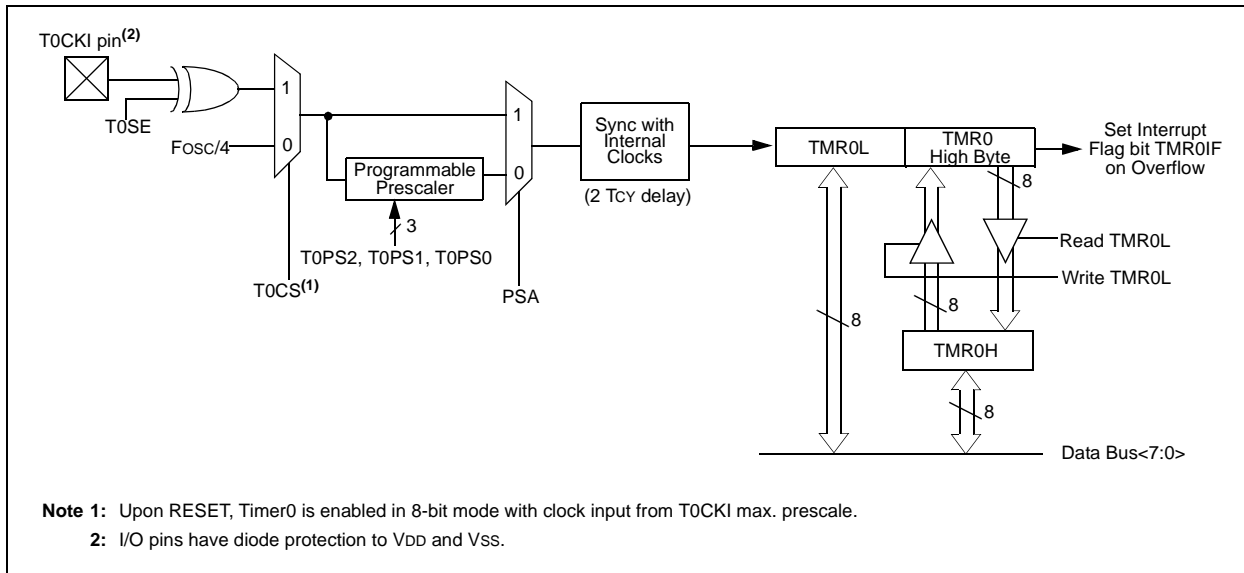 T0CKI pin(2)
T0SE
FOSC/4
1
0
T0CS(1)
Programmable
Prescaler
3
T0PS2, T0PS1, T0PS0
1
0
PSA
Sync with
Internal
Clocks
(2 TCY delay)
TMR0L
TMR0
High Byte
Set Interrupt
Flag bit TMR0IF
on Overflow
8
Read TMR0L
Write TMR0L
8
8
TMR0H
8
Data Bus<7:0>
Note 1: Upon RESET, Timer0 is enabled in 8-bit mode with clock input from T0CKI max. prescale.
2: I/O pins have diode protection to VDD and VSS.